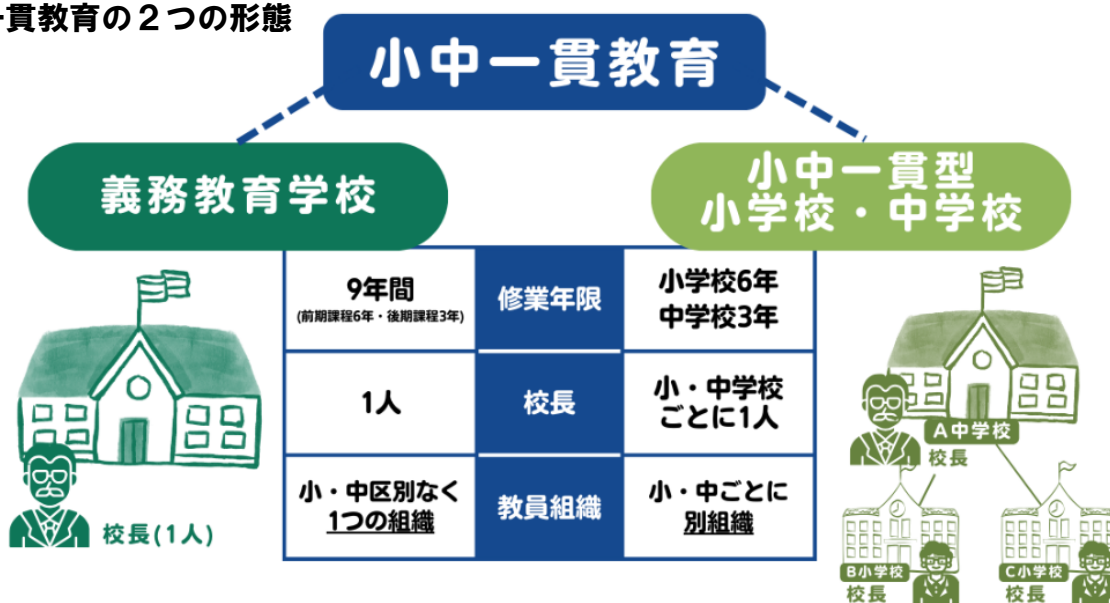 一貫教育の２つの形態
小中一貫教育
義務教育学校
小中一貫型
小学校・中学校
9年間
(前期課程6年・後期課程3年)
修業年限
小学校6年
中学校3年
1人
校長
小・中学校
ごとに1人
小・中区別なく
1つの組織
教員組織
小・中ごとに
別組織
校長(1人)
A中学校
校長
B小学校
校長
C小学校
校長